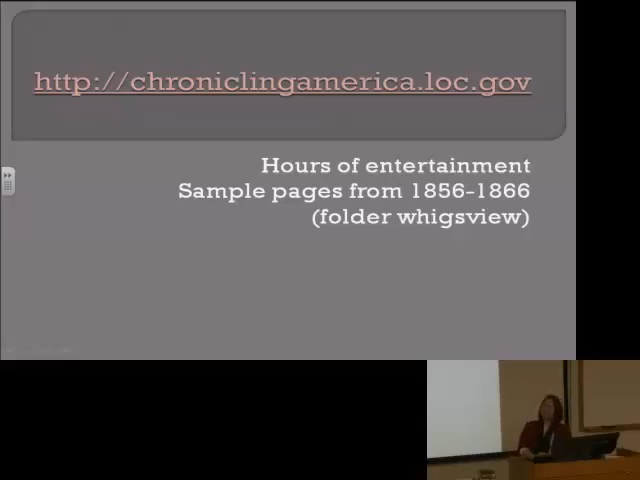 http://chroniclingamerica.loc.gov
Hours of entertainment
Sample pages from 1856-1866
(folder whigsview)